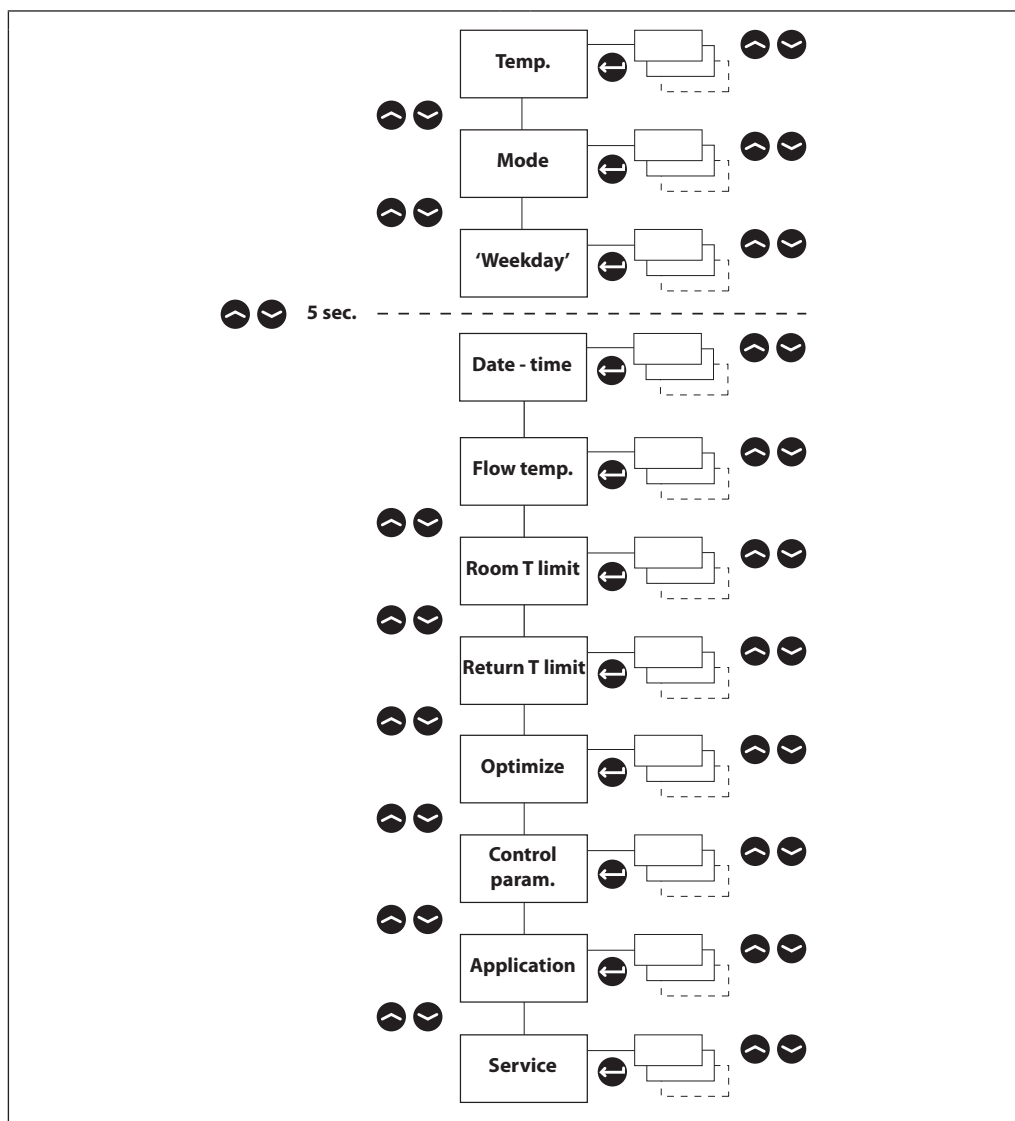 Temp.
Mode
‘Weekday’
5 sec.
Date - time
Flow temp.
Room T limit
Return T limit
Optimize
Control
param.
Application
Service